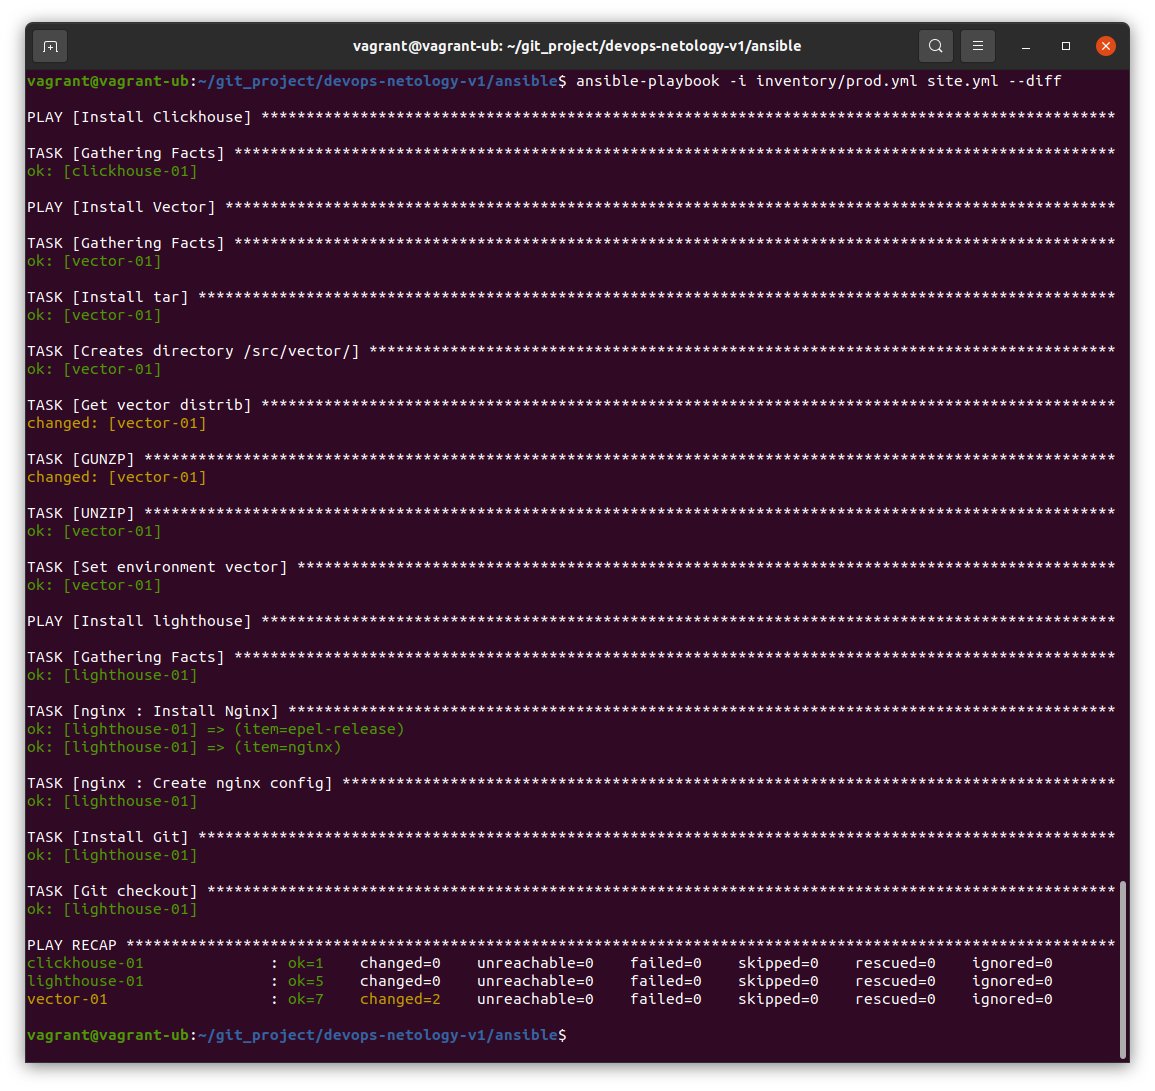 vagrant@vagrant-ub: ~/git_project/devops-netology-v1/ansible
vagrant@vagrant-ub:~/git_project/devops-netology-v1/ansible$ ansible-playbook -i inventory/prod.yml site.yml --diff
PLAY [Install Clickhouse] ***********************************************************************************************
TASK [Gathering Facts] **************************************************************************************************
ok: [clickhouse-01]
PLAY [Install Vector] ***************************************************************************************************
TASK [Gathering Facts] **************************************************************************************************
ok: [vector-01]
TASK [Install tar] ******************************************************************************************************
ok: [vector-01]
TASK [Creates directory /src/vector/] ***********************************************************************************
ok: [vector-01]
TASK [Get vector distrib] ***********************************************************************************************
changed: [vector-01]
TASK [GUNZP] ************************************************************************************************************
changed: [vector-01]
TASK [UNZIP] ************************************************************************************************************
ok: [vector-01]
TASK [Set environment vector] *******************************************************************************************
ok: [vector-01]
PLAY [Install lighthouse] ***********************************************************************************************
TASK [Gathering Facts] **************************************************************************************************
ok: [lighthouse-01]
TASK [nginx : Install Nginx] ********************************************************************************************
ok: [lighthouse-01] => (item=epel-release)
ok: [lighthouse-01] => (item=nginx)
TASK [nginx : Create nginx config] **************************************************************************************
ok: [lighthouse-01]
TASK [Install Git] ******************************************************************************************************
ok: [lighthouse-01]
TASK [Git checkout] *****************************************************************************************************
ok: [lighthouse-01]
PLAY RECAP **************************************************************************************************************
clickhouse-01              : ok=1    changed=0    unreachable=0    failed=0    skipped=0    rescued=0    ignored=0
lighthouse-01              : ok=5    changed=0    unreachable=0    failed=0    skipped=0    rescued=0    ignored=0
vector-01                  : ok=7    changed=2    unreachable=0    failed=0    skipped=0    rescued=0    ignored=0
vagrant@vagrant-ub:~/git_project/devops-netology-v1/ansible$